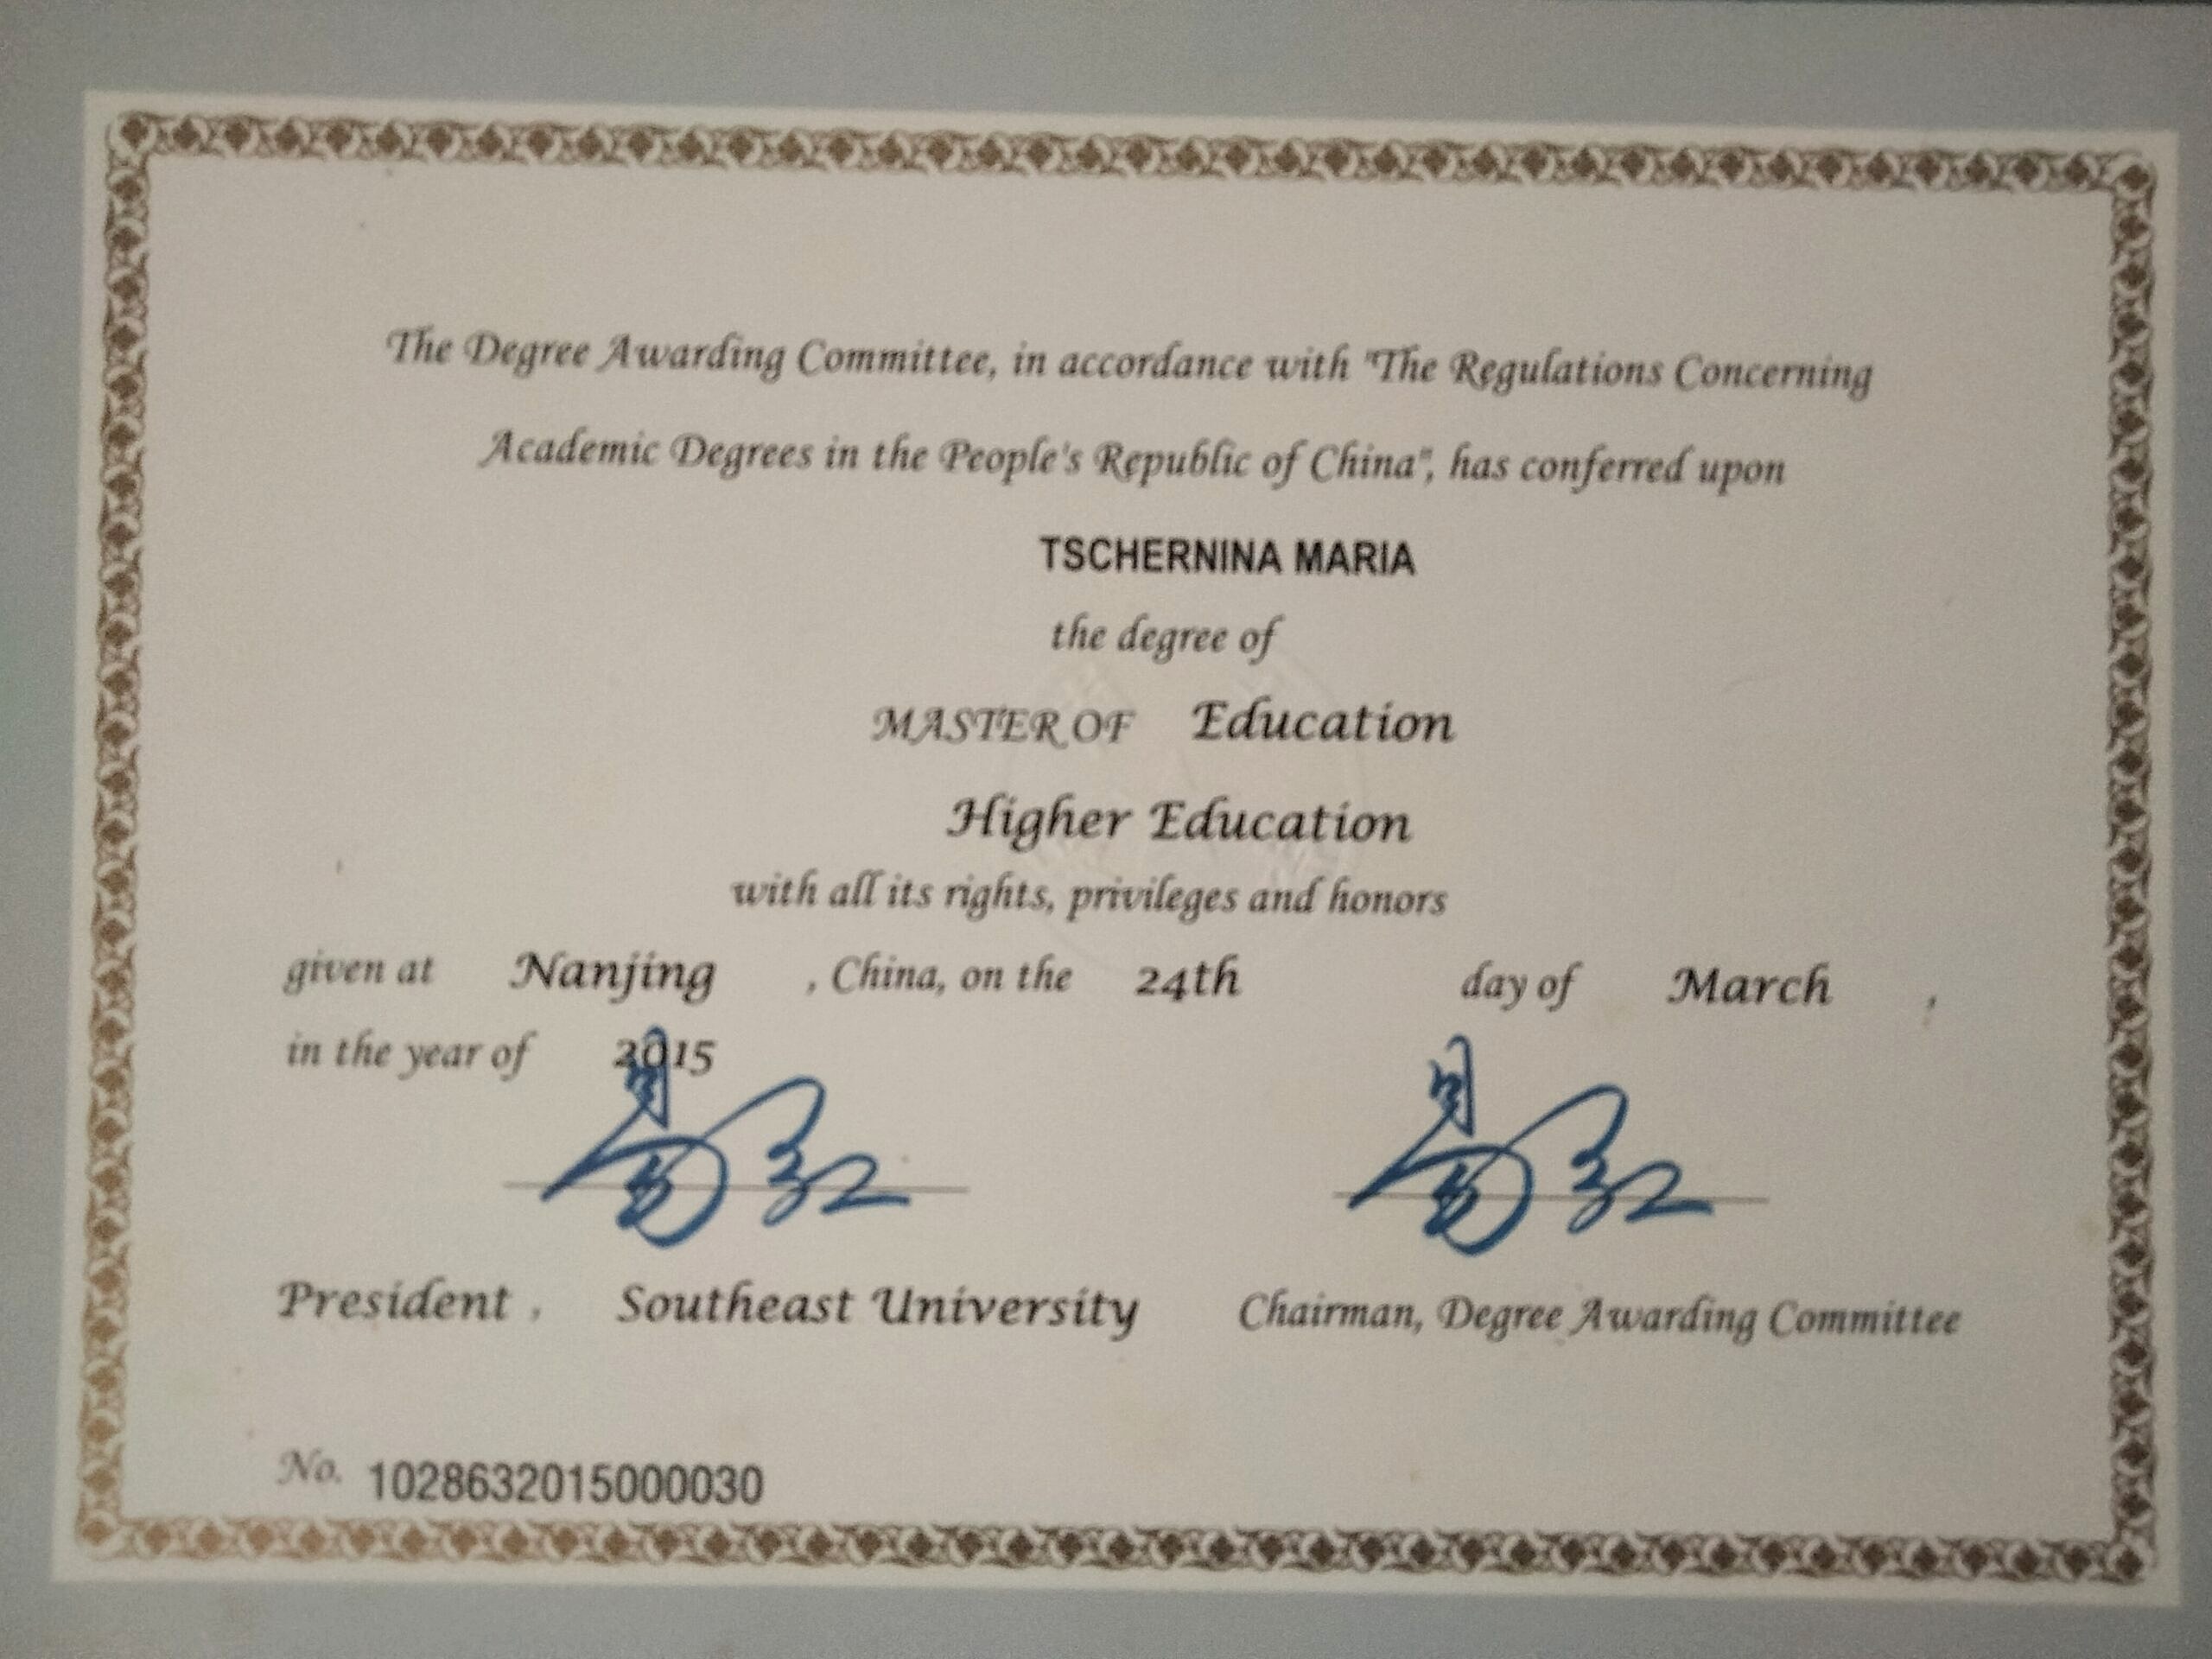 The Degree Awarding Committee, in accordance with "The Regulations Concerning
Academic Degrees in the People's Republic of China", has conferred upon
TSCHERNINA MARIA
the degree of
MASTER OF Education
Higher Education
with all its rights, privileges and honors
given at Nanjing , China, on the 24th day of March ,
in the year of 2015
President , Southeast University Chairman, Degree Awarding Committee
No. 1028632015000030